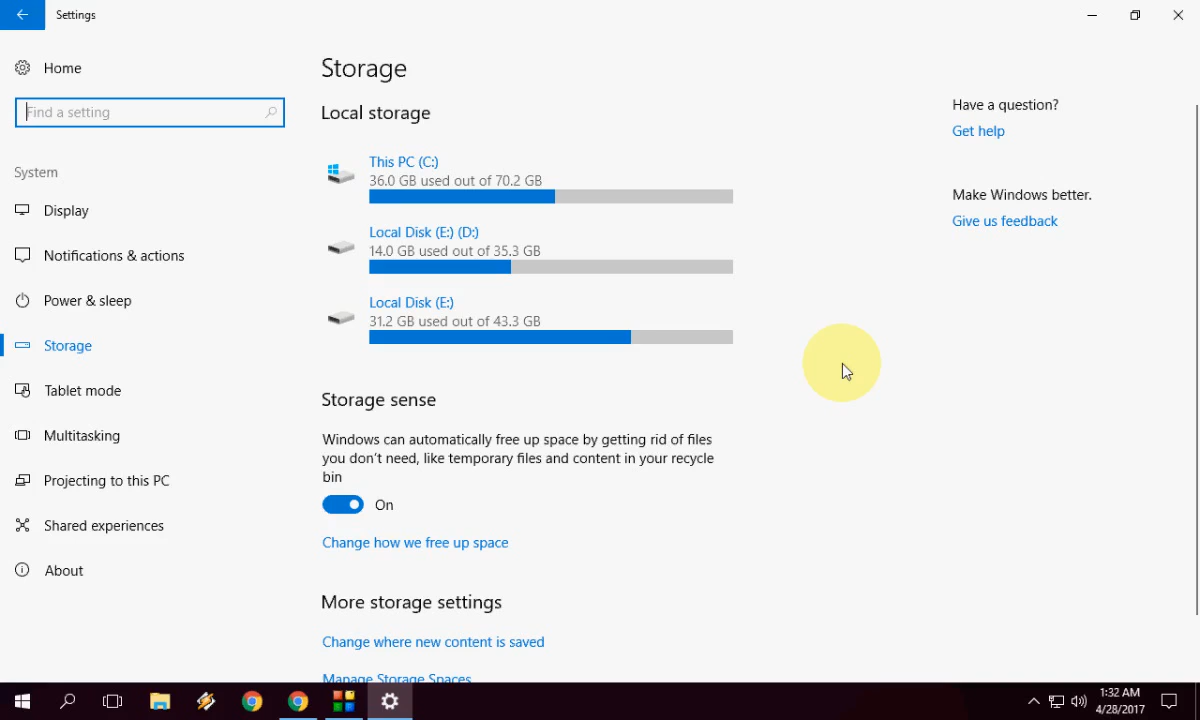 Settings
Home
Find a setting
System
Display
Notifications & actions
Power & sleep
Storage
Tablet mode
Multitasking
Projecting to this PC
Shared experiences
About
Storage
Local storage
This PC (C:)
36.0 GB used out of 70.2 GB
Local Disk (E:) (D:)
14.0 GB used out of 35.3 GB
Local Disk (E:)
31.2 GB used out of 43.3 GB
Storage sense
Windows can automatically free up space by getting rid of files
you don't need, like temporary files and content in your recycle
bin
On
Change how we free up space
More storage settings
Change where new content is saved
Manage Storage Spaces
Have a question?
Get help
Make Windows better.
Give us feedback
1:32 AM
4/28/2017